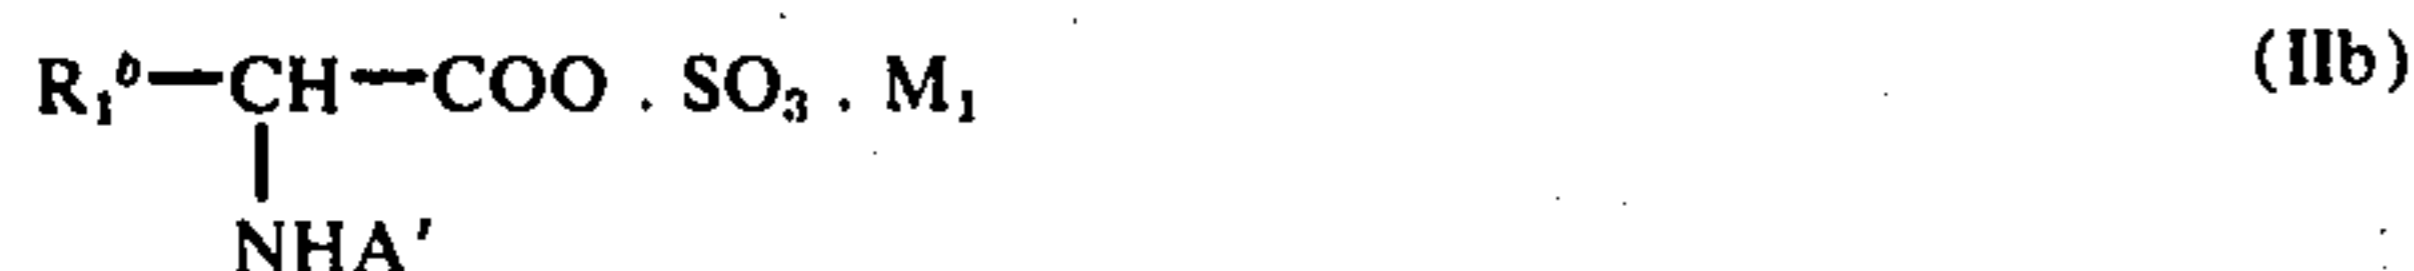 R₁ᵇ—CH—COO . SO₃ . M₁ (IIb)
NHA′